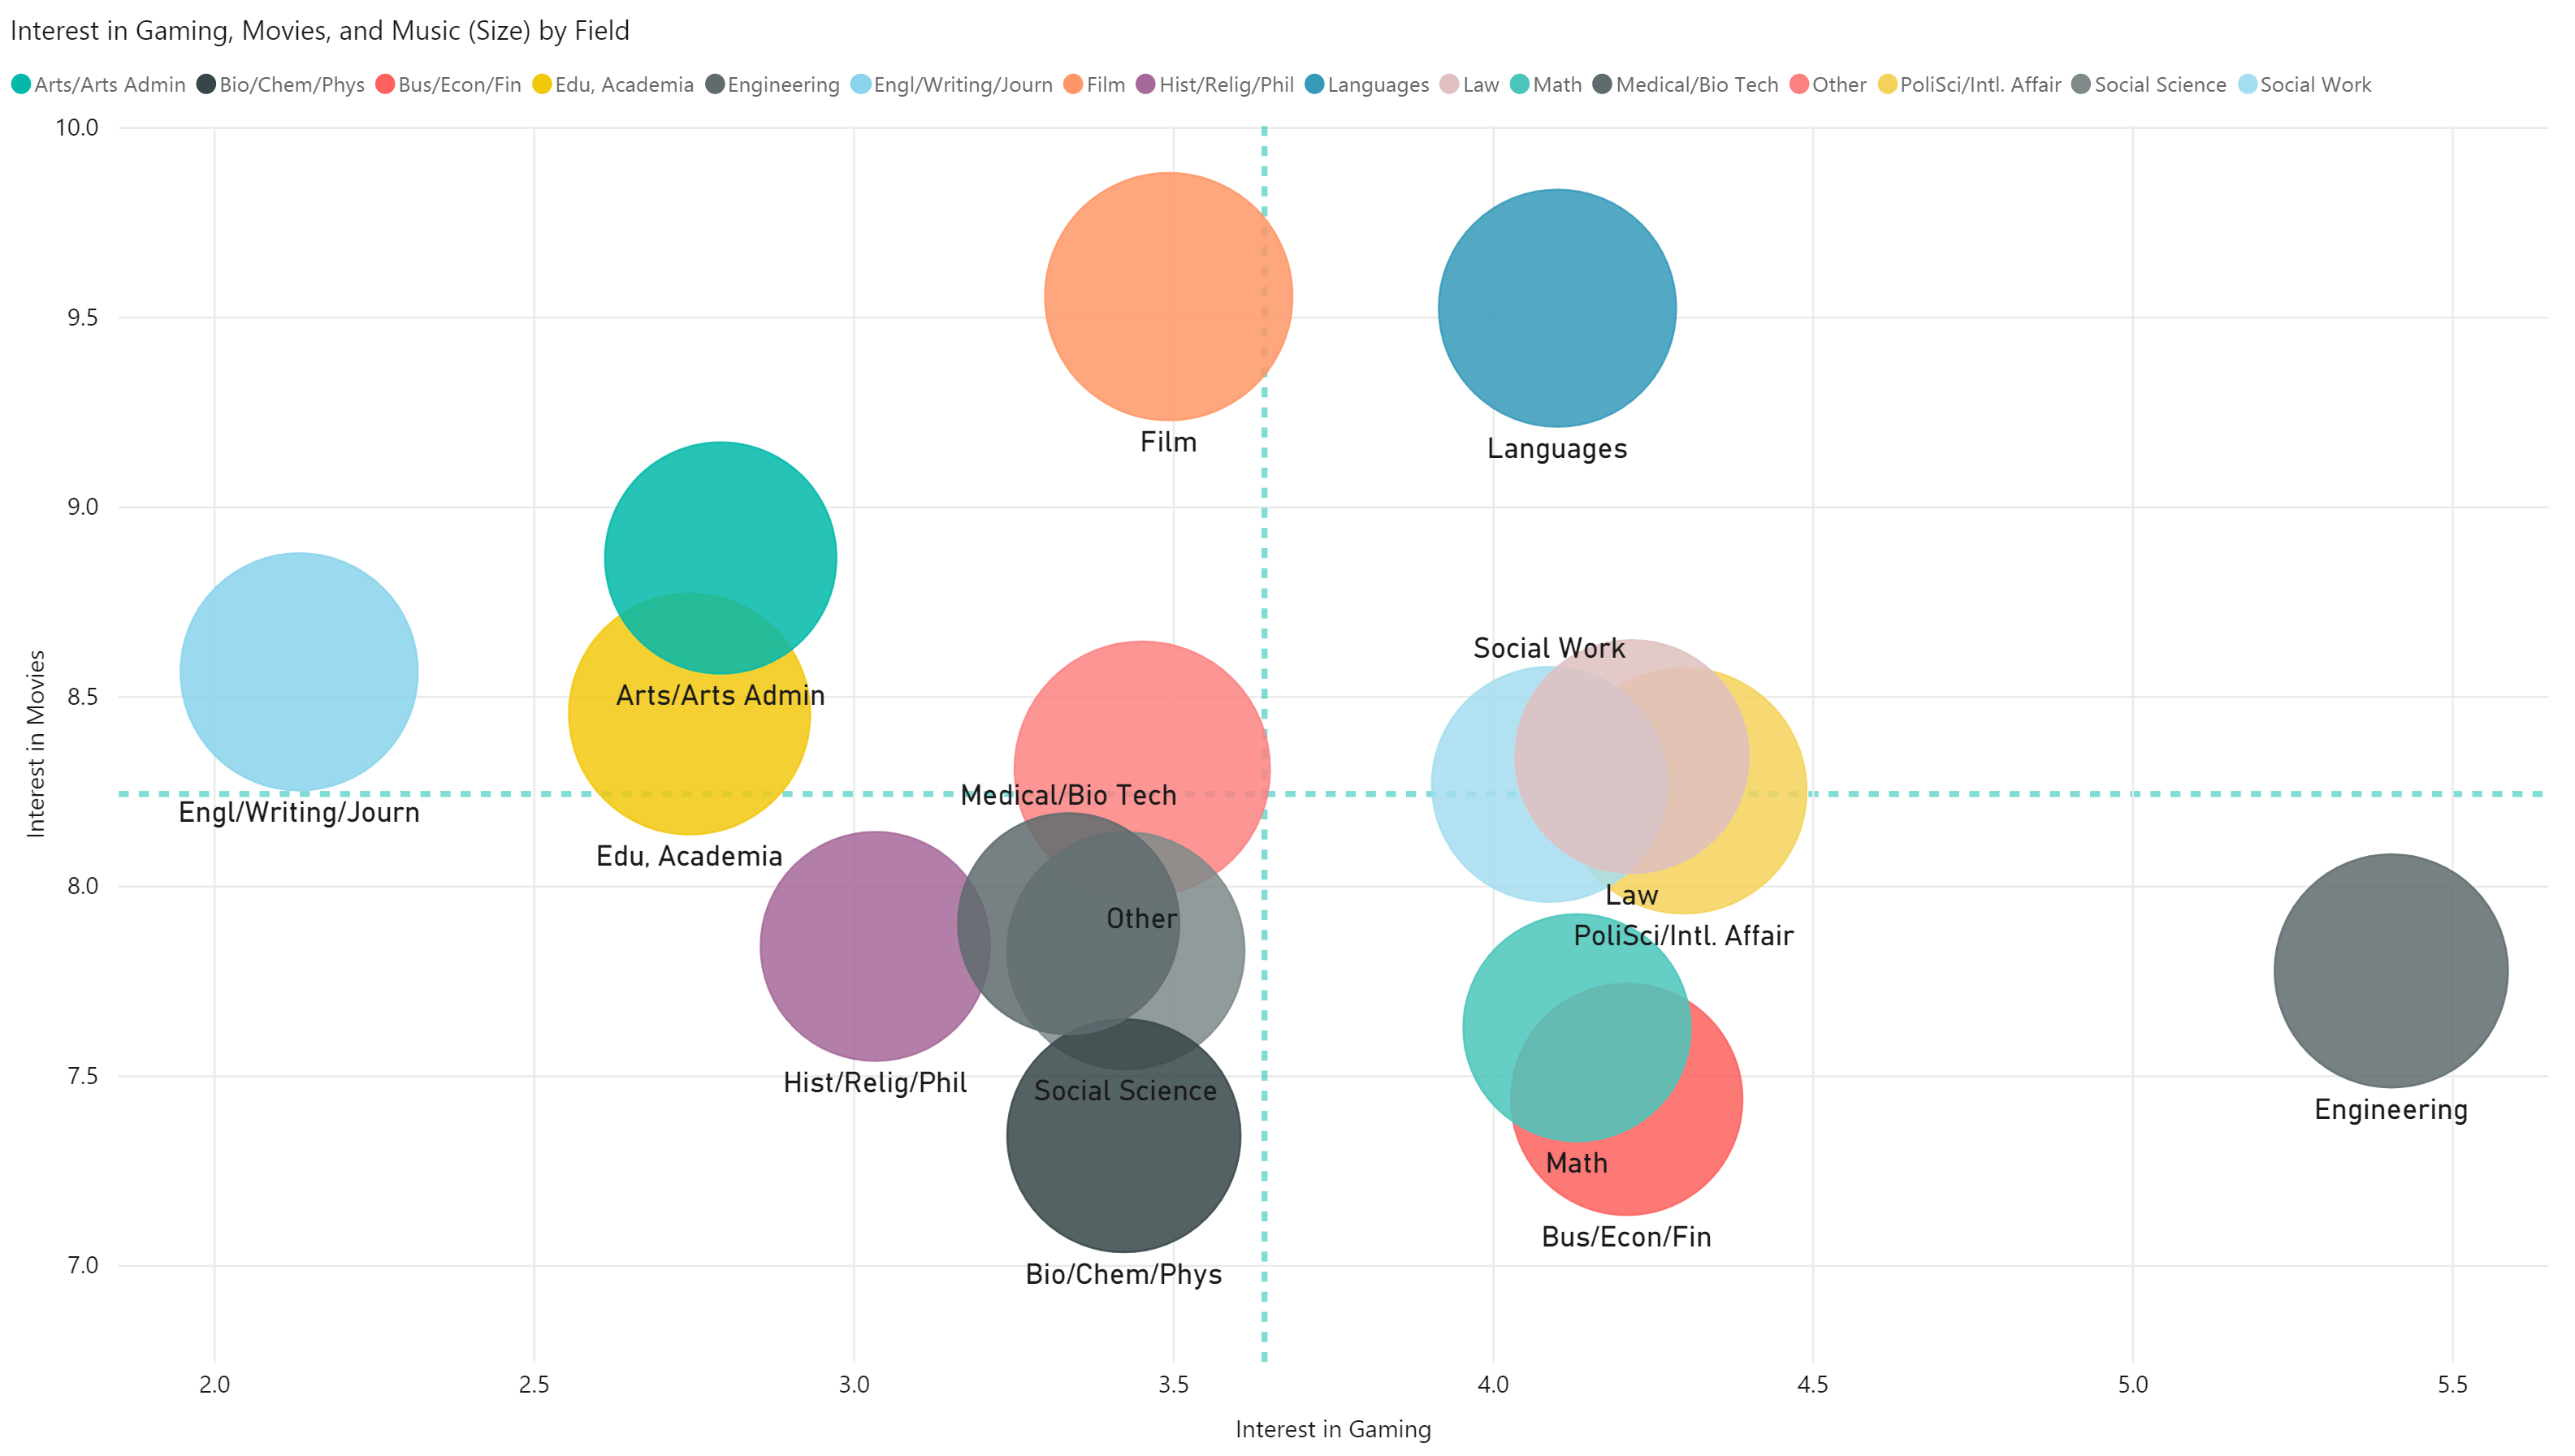 Interest in Gaming, Movies, and Music (Size) by Field
Arts/Arts Admin Bio/Chem/Phys Bus/Econ/Fin Edu, Academia Engineering Engl/Writing/Journ Film Hist/Relig/Phil Languages Law Math Medical/Bio Tech Other PoliSci/Intl. Affair Social Science Social Work
10.0
9.5
Film
Languages
9.0
Interest in Movies
Social Work
8.5
Arts/Arts Admin
Medical/Bio Tech
Engl/Writing/Journ
Edu, Academia
8.0
Law
Other
PoliSci/Intl. Affair
7.5
Hist/Relig/Phil
Social Science
Engineering
Math
Bus/Econ/Fin
7.0
Bio/Chem/Phys
2.0 2.5 3.0 3.5 4.0 4.5 5.0 5.5
Interest in Gaming